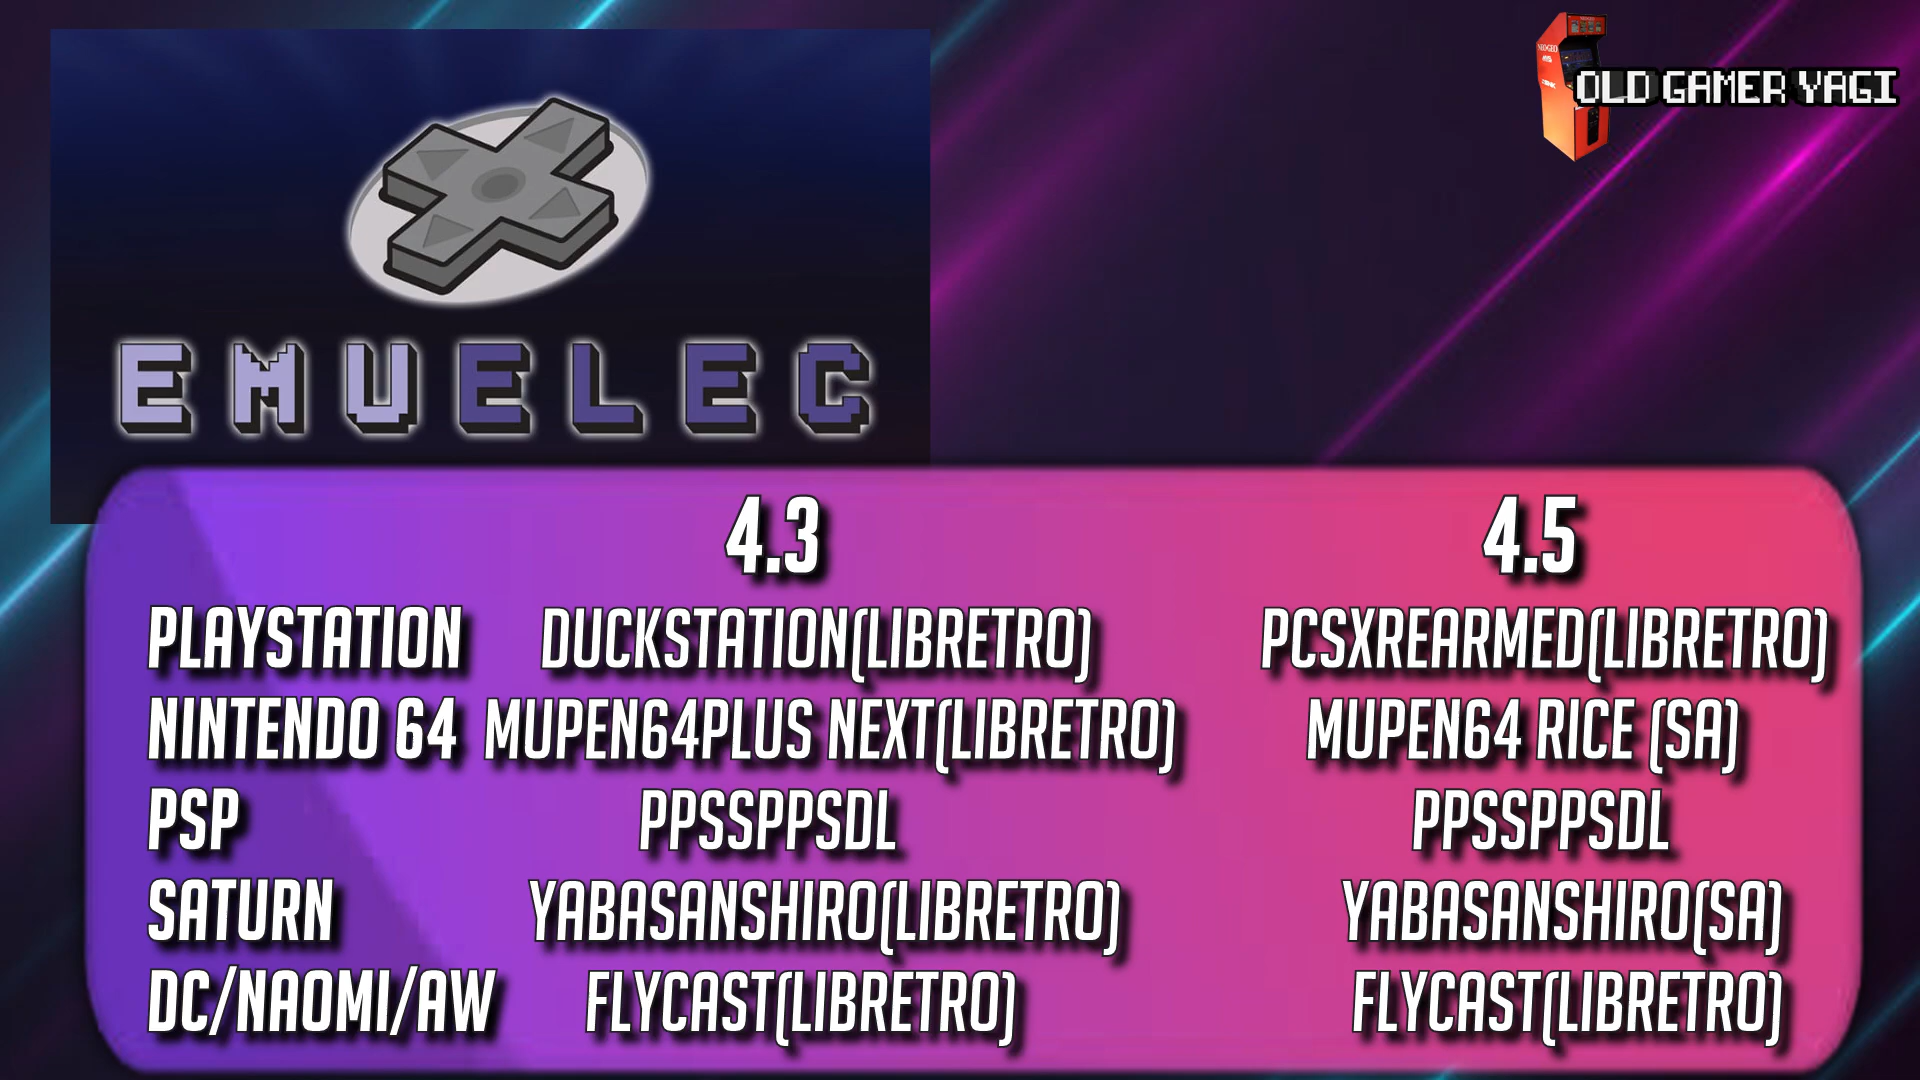 OLD GAMER YAGI
EMUELEC
4.3 4.5
PLAYSTATION DUCKSTATION(LIBRETRO) PCSXREARMED(LIBRETRO)
NINTENDO 64 MUPEN64PLUS NEXT(LIBRETRO) MUPEN64 RICE (SA)
PSP PPSSPPSDL PPSSPPSDL
SATURN YABASANSHIRO(LIBRETRO) YABASANSHIRO(SA)
DC/NAOMI/AW FLYCAST(LIBRETRO) FLYCAST(LIBRETRO)